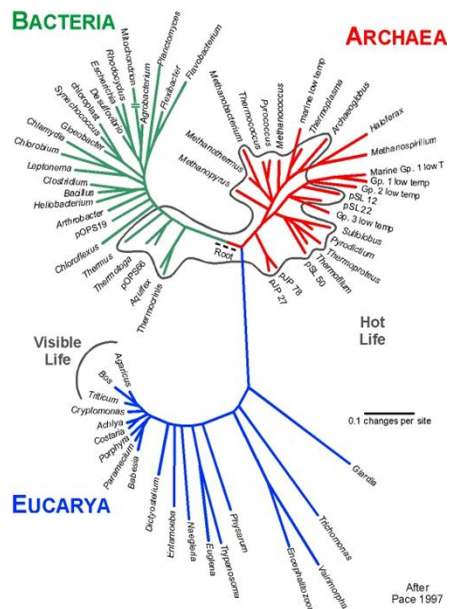 BACTERIA
ARCHAEA
Planctomyces
Mitochondrion
Rhodocyclus
Escherichia
Desulfovibrio
chloroplast
Synechococcus
Gloeobacter
Chlamydia
Chlorobium
Leptonema
Clostridium
Bacillus
Heliobacterium
Arthrobacter
pOPS19
Chloroflexus
Thermus
Thermotoga
pOPS66
Aquifex
Thermocrinis
Agrobacterium
Flexibacter
Flavobacterium
Root
Methanopyrus
Methanothermus
Methanobacterium
Thermococcus
Pyrococcus
Methanococcus
marine low temp
Thermoplasma
Archaeoglobus
Haloferax
Methanospirillum
Marine Gp. 1 low T
Gp. 1 low temp
Gp. 2 low temp
pSL 12
pSL 22
Gp. 3 low temp
Sulfolobus
Pyrodictium
Thermoproteus
Thermofilum
pSL 50
pJP 78
pJP 27
Hot
Life
Visible
Life
Agaricus
Bos
Triticum
Cryptomonas
Achlya
Costaria
Porphyra
Paramecium
Babesia
Dictyostelium
Entamoeba
Naegleria
Euglena
Trypanosoma
Physarum
Encephalitozoon
Vairimorpha
Trichomonas
Giardia
0.1 changes per site
EUCARYA
After
Pace 1997